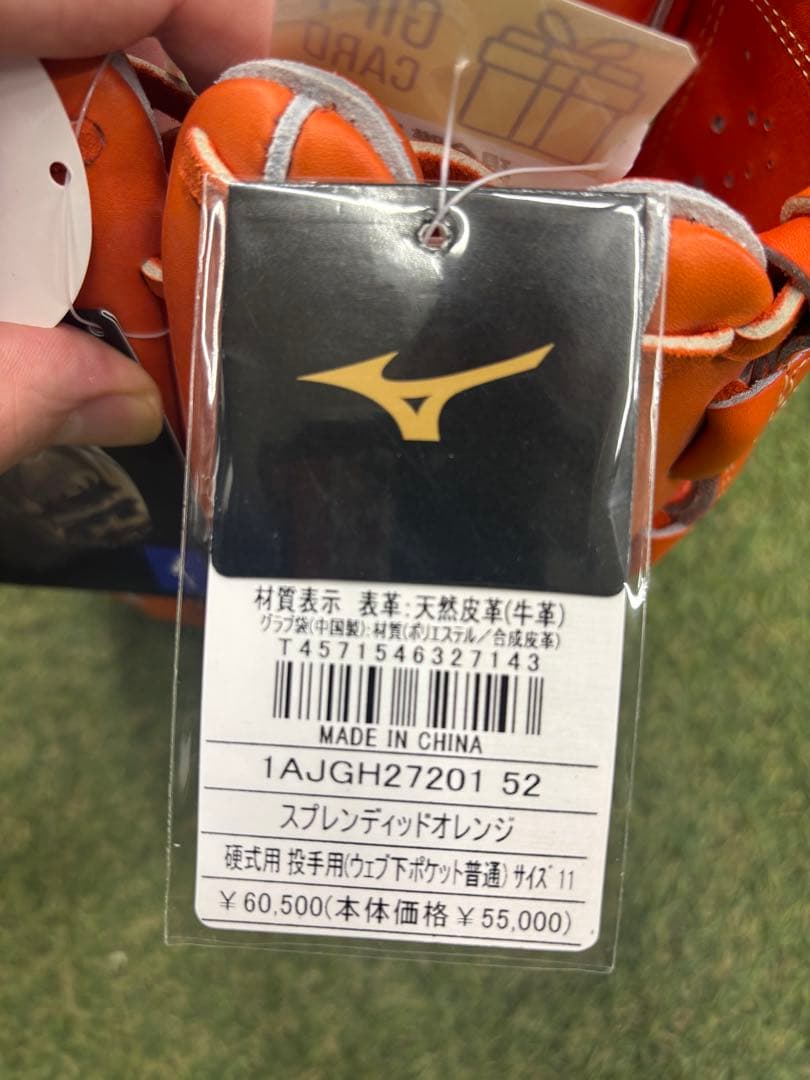 GIFT
CARD
材質表示 表革:天然皮革(牛革)
グラブ袋(中国製):材質(ポリエステル/合成皮革)
T4571546327143
MADE IN CHINA
1AJGH27201 52
スプレンディッドオレンジ
硬式用 投手用(ウェブ下ポケット普通) サイズ 11
¥60,500(本体価格¥55,000)